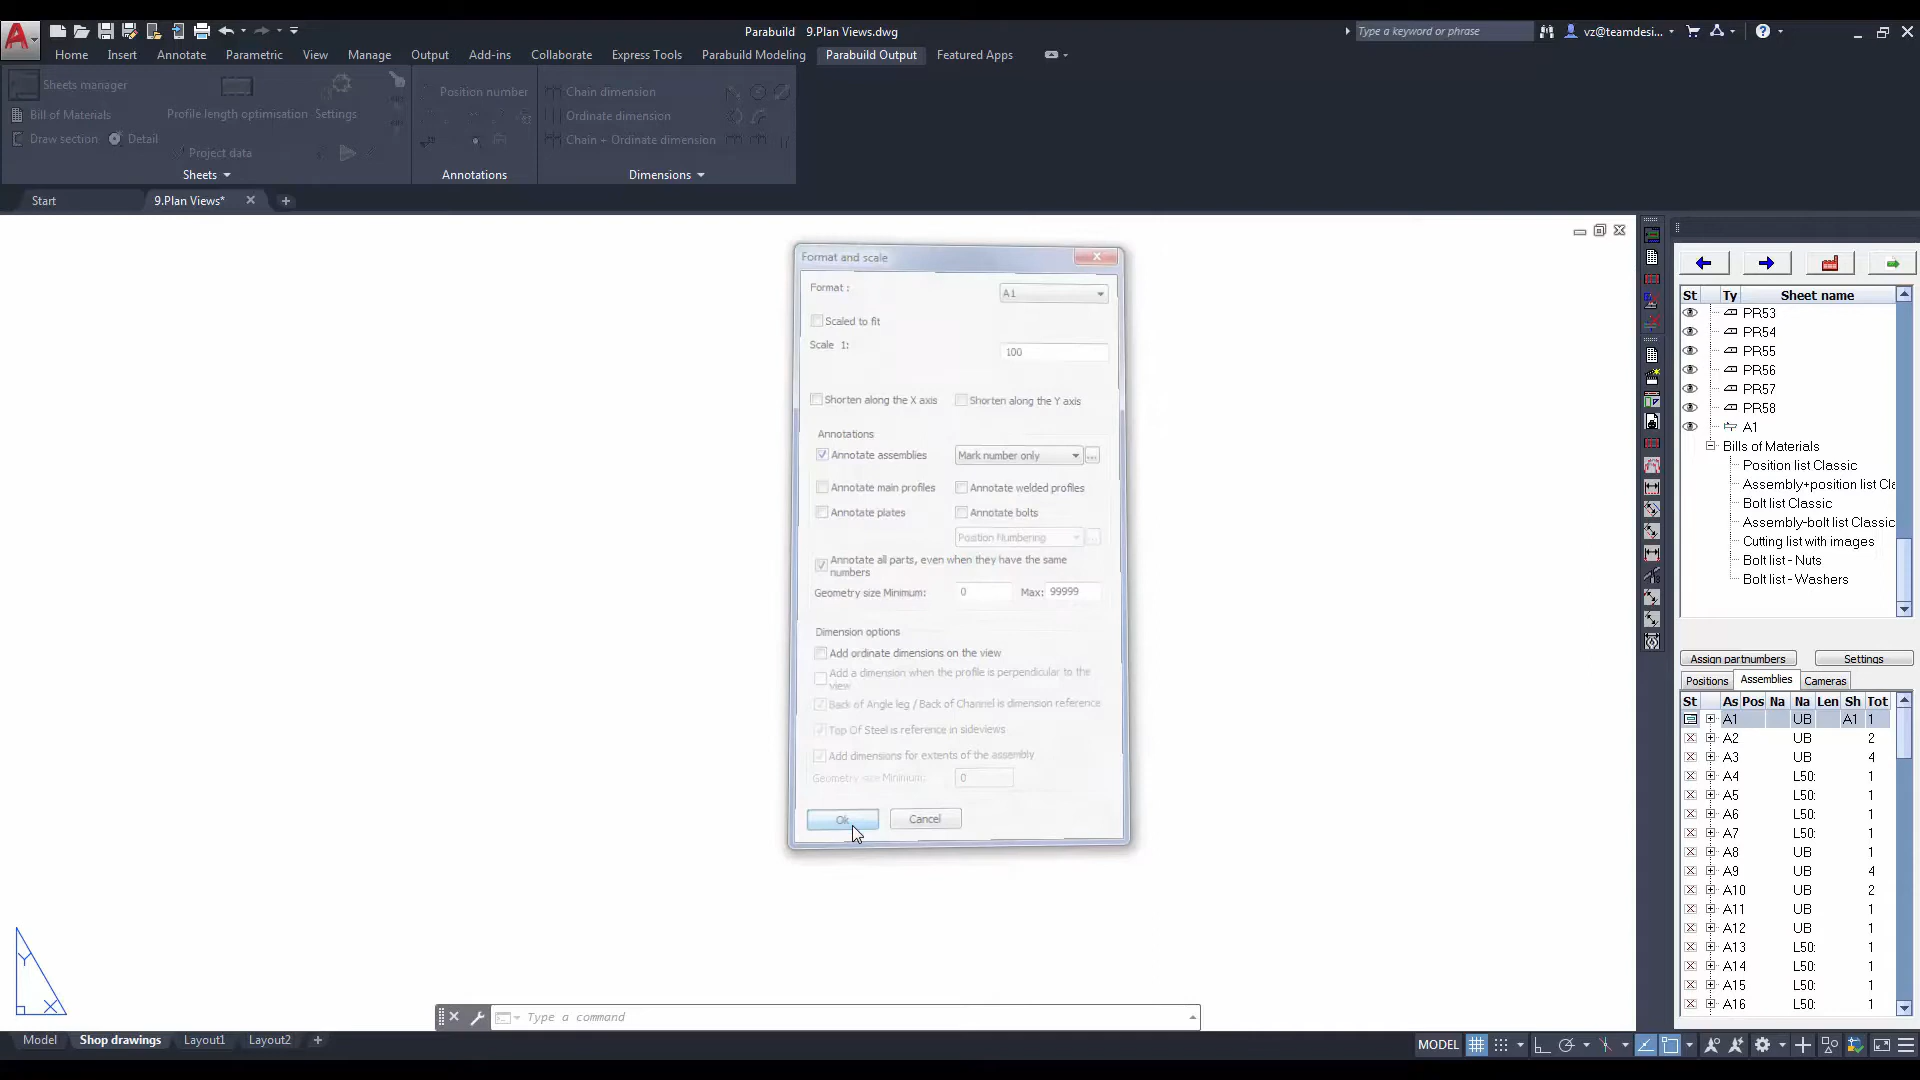 Parabuild 9.Plan Views.dwg
Type a keyword or phrase
vz@teamdesi...
Home Insert Annotate Parametric View Manage Output Add-ins Collaborate Express Tools Parabuild Modeling Parabuild Output Featured Apps
Sheets manager
Bill of Materials
Draw section Detail
Profile length optimisation
Settings
Project data
Sheets
Position number
Annotations
Chain dimension
Ordinate dimension
Chain + Ordinate dimension
Dimensions
Start 9.Plan Views*
Format and scale
Format : A1
Scaled to fit
Scale 1: 100
Shorten along the X axis Shorten along the Y axis
Annotations
Annotate assemblies Mark number only ...
Annotate main profiles Annotate welded profiles
Annotate plates Annotate bolts
Position Numbering ...
Annotate all parts, even when they have the same
numbers
Geometry size Minimum: 0 Max: 99999
Dimension options
Add ordinate dimensions on the view
Add a dimension when the profile is perpendicular to the
view
Back of Angle leg / Back of Channel is dimension reference
Top Of Steel is reference in sideviews
Add dimensions for extents of the assembly
Geometry size Minimum: 0
Ok Cancel
St Ty Sheet name
PR53
PR54
PR55
PR56
PR57
PR58
A1
Bills of Materials
Position list Classic
Assembly+position list Cla
Bolt list Classic
Assembly-bolt list Classic
Cutting list with images
Bolt list - Nuts
Bolt list - Washers
Assign partnumbers Settings
Positions Assemblies Cameras
St As Pos Na Na Len Sh Tot
A1 UB A1 1
A2 UB 2
A3 UB 4
A4 L50: 1
A5 L50: 1
A6 L50: 1
A7 L50: 1
A8 UB 1
A9 UB 4
A10 UB 2
A11 UB 1
A12 UB 1
A13 L50: 1
A14 L50: 1
A15 L50: 1
A16 L50: 1
Y
X
Type a command
Model Shop drawings Layout1 Layout2
MODEL